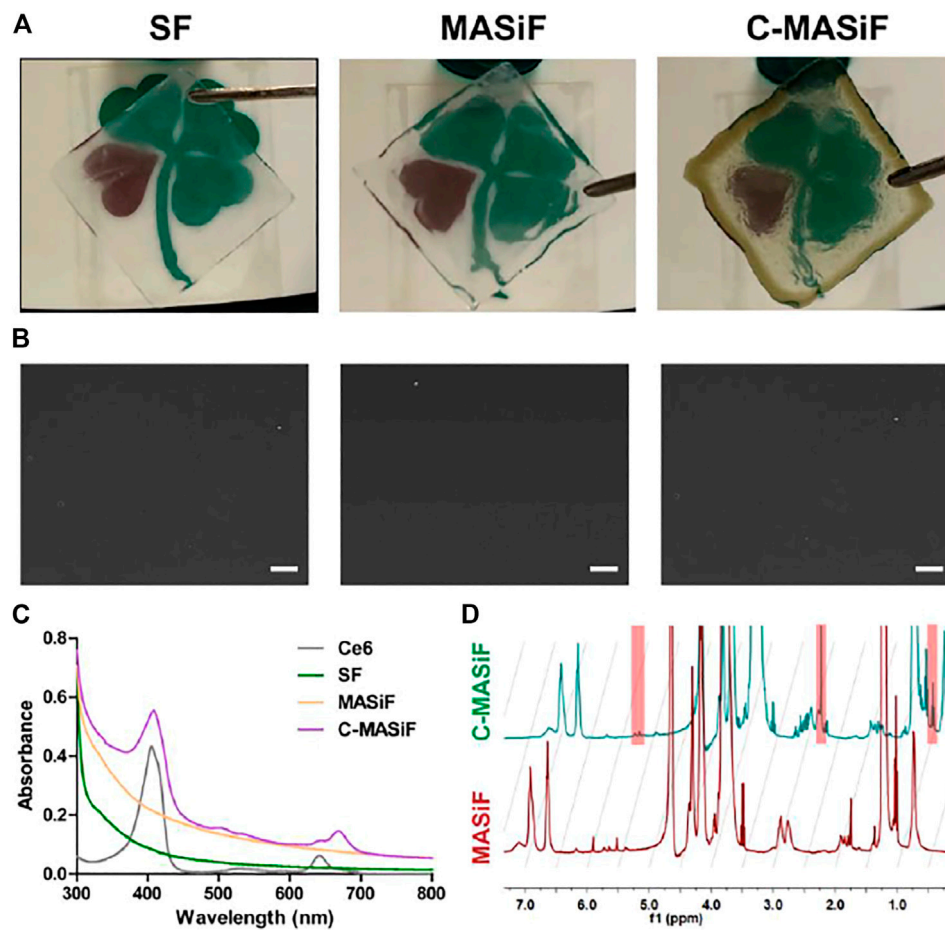 A
SF
MASiF
C-MASiF
B
C
0.8
0.6
0.4
0.2
0.0
Absorbance
300 400 500 600 700 800
Wavelength (nm)
Ce6
SF
MASiF
C-MASiF
D
C-MASiF
MASiF
7.0 6.0 5.0 4.0 3.0 2.0 1.0
f1 (ppm)